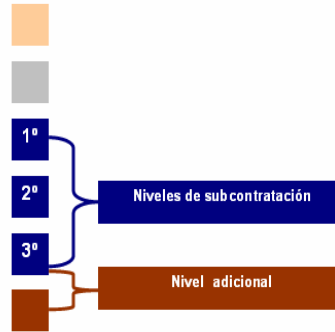 1º
2º
Niveles de subcontratación
3º
Nivel adicional